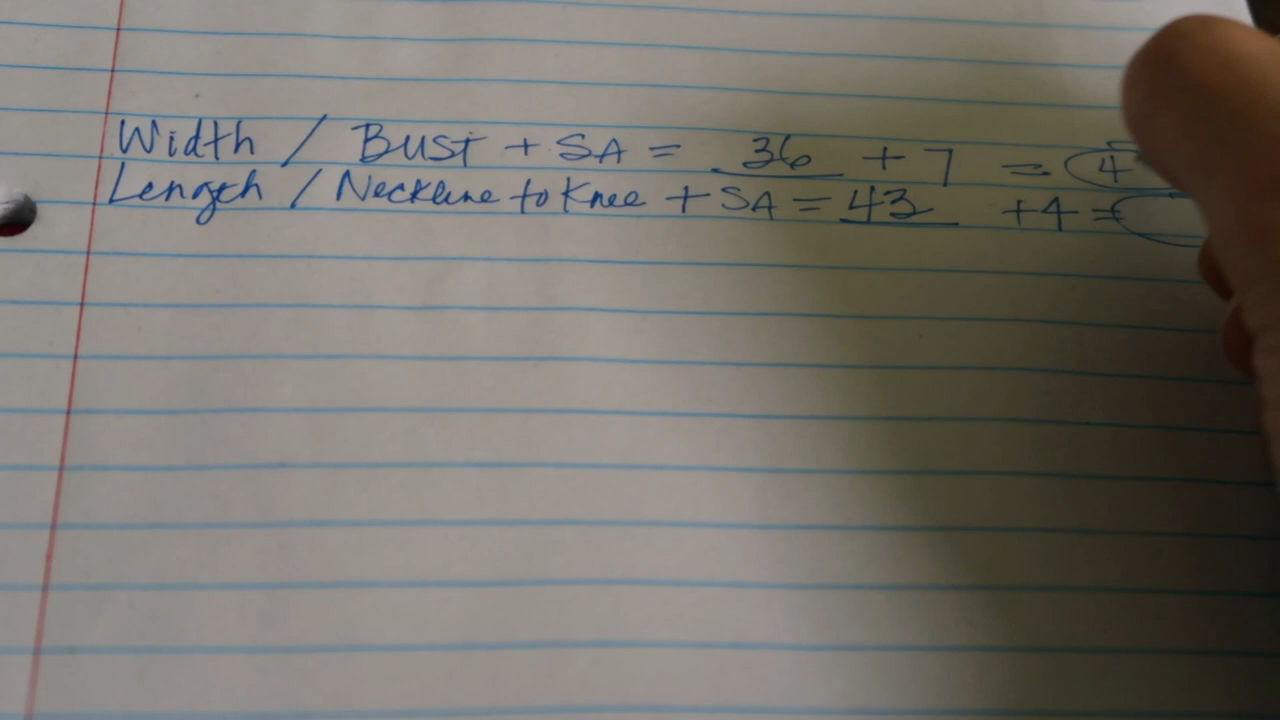 Width / Bust + SA = 36 + 7 = 4
Length / Neckline to Knee + SA = 43 + 4 =